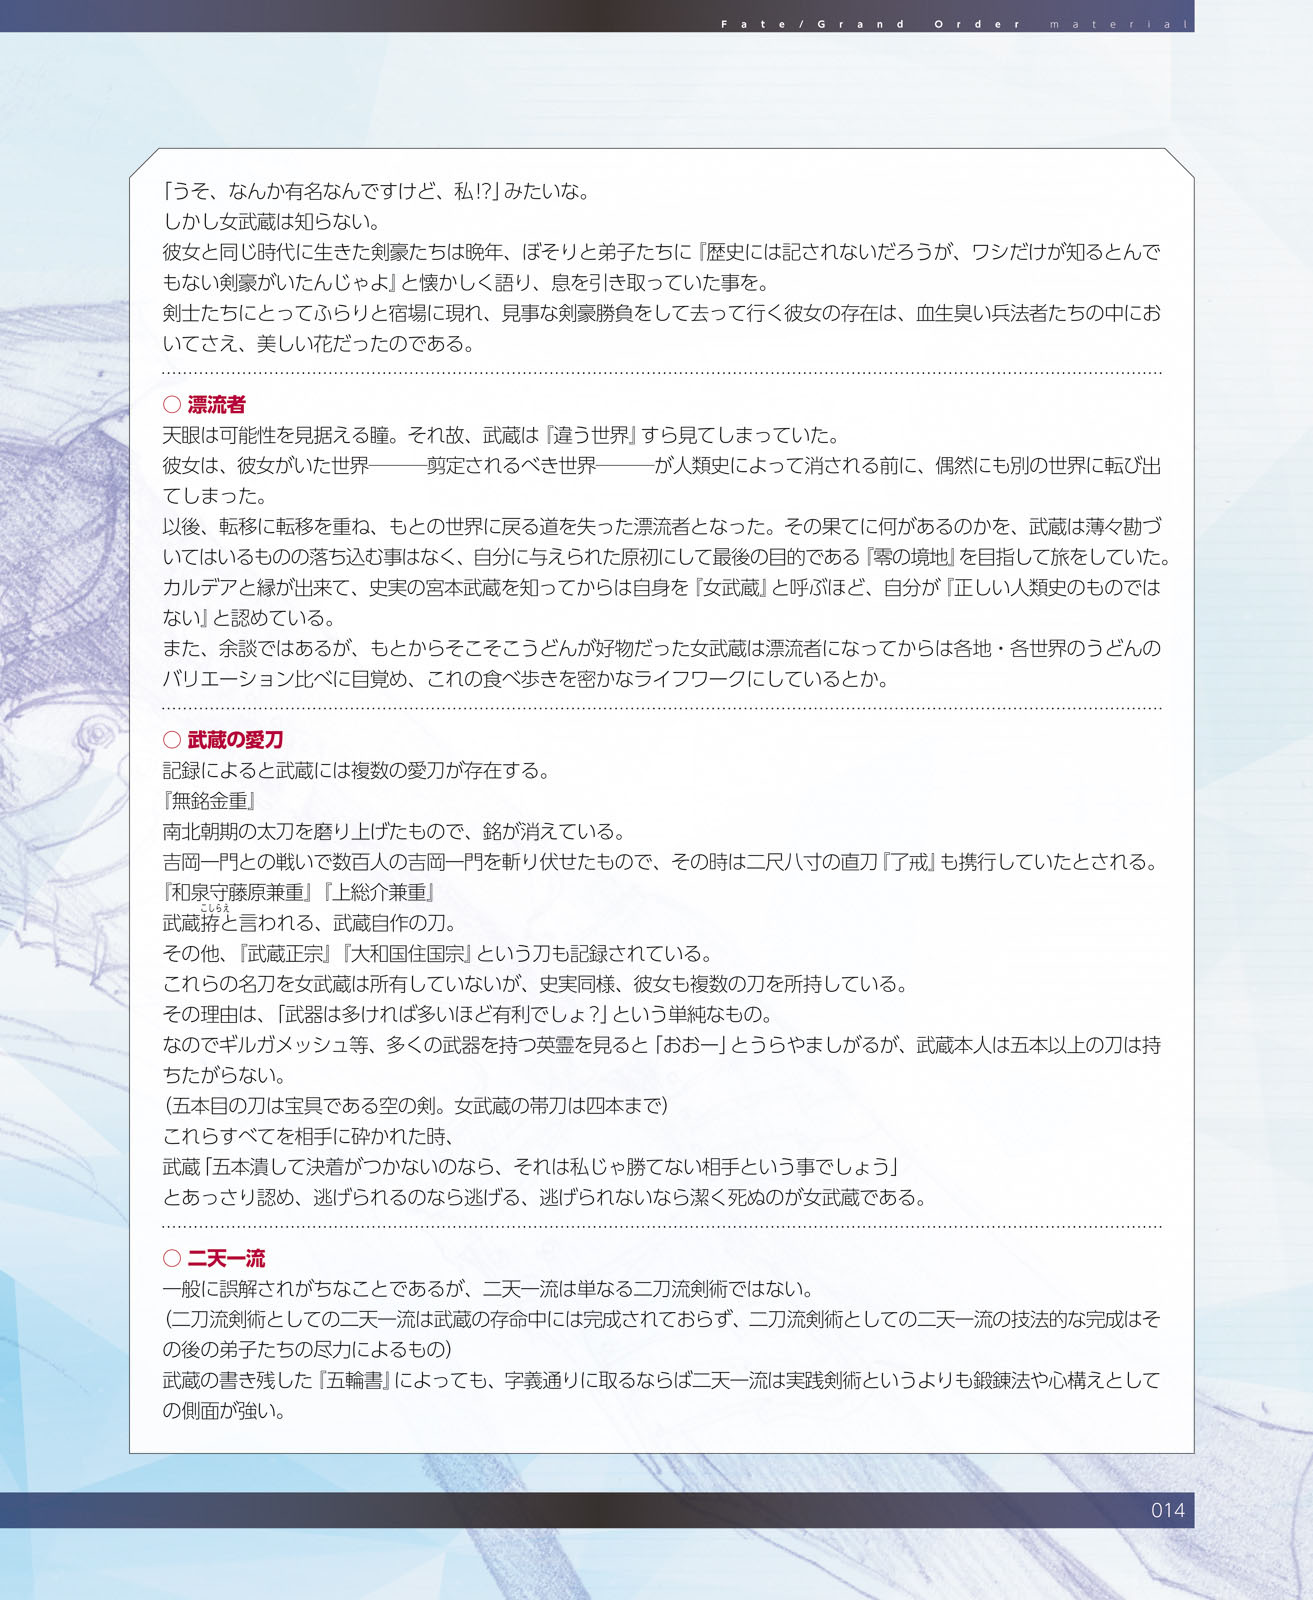 Fate/Grand Order material
「うそ、なんか有名なんですけど、私!?」みたいな。
しかし女武蔵は知らない。
彼女と同じ時代に生きた剣豪たちは晩年、ぼそりと弟子たちに『歴史には記されないだろうが、ワシだけが知るとんで
もない剣豪がいたんじゃよ』と懐かしく語り、息を引き取っていた事を。
剣士たちにとってふらりと宿場に現れ、見事な剣豪勝負をして去って行く彼女の存在は、血生臭い兵法者たちの中にお
いてさえ、美しい花だったのである。
○ 漂流者
天眼は可能性を見据える瞳。それ故、武蔵は『違う世界』すら見てしまっていた。
彼女は、彼女がいた世界―――剪定されるべき世界―――が人類史によって消される前に、偶然にも別の世界に転び出
てしまった。
以後、転移に転移を重ね、もとの世界に戻る道を失った漂流者となった。その果てに何があるのかを、武蔵は薄々勘づ
いてはいるものの落ち込む事はなく、自分に与えられた原初にして最後の目的である『零の境地』を目指して旅をしていた。
カルデアと縁が出来て、史実の宮本武蔵を知ってからは自身を『女武蔵』と呼ぶほど、自分が『正しい人類史のものでは
ない』と認めている。
また、余談ではあるが、もとからそこそこうどんが好物だった女武蔵は漂流者になってからは各地・各世界のうどんの
バリエーション比べに目覚め、これの食べ歩きを密かなライフワークにしているとか。
○ 武蔵の愛刀
記録によると武蔵には複数の愛刀が存在する。
『無銘金重』
南北朝期の太刀を磨り上げたもので、銘が消えている。
吉岡一門との戦いで数百人の吉岡一門を斬り伏せたもので、その時は二尺八寸の直刀『了戒』も携行していたとされる。
『和泉守藤原兼重』『上総介兼重』
こしらえ
武蔵拵と言われる、武蔵自作の刀。
その他、『武蔵正宗』『大和国住国宗』という刀も記録されている。
これらの名刀を女武蔵は所有していないが、史実同様、彼女も複数の刀を所持している。
その理由は、「武器は多ければ多いほど有利でしょ?」という単純なもの。
なのでギルガメッシュ等、多くの武器を持つ英霊を見ると「おおー」とうらやましがるが、武蔵本人は五本以上の刀は持
ちたがらない。
(五本目の刀は宝具である空の剣。女武蔵の帯刀は四本まで)
これらすべてを相手に砕かれた時、
武蔵「五本潰して決着がつかないのなら、それは私じゃ勝てない相手という事でしょう」
とあっさり認め、逃げられるのなら逃げる、逃げられないなら潔く死ぬのが女武蔵である。
○ 二天一流
一般に誤解されがちなことであるが、二天一流は単なる二刀流剣術ではない。
(二刀流剣術としての二天一流は武蔵の存命中には完成されておらず、二刀流剣術としての二天一流の技法的な完成はそ
の後の弟子たちの尽力によるもの)
武蔵の書き残した『五輪書』によっても、字義通りに取るならば二天一流は実践剣術というよりも鍛錬法や心構えとして
の側面が強い。
014